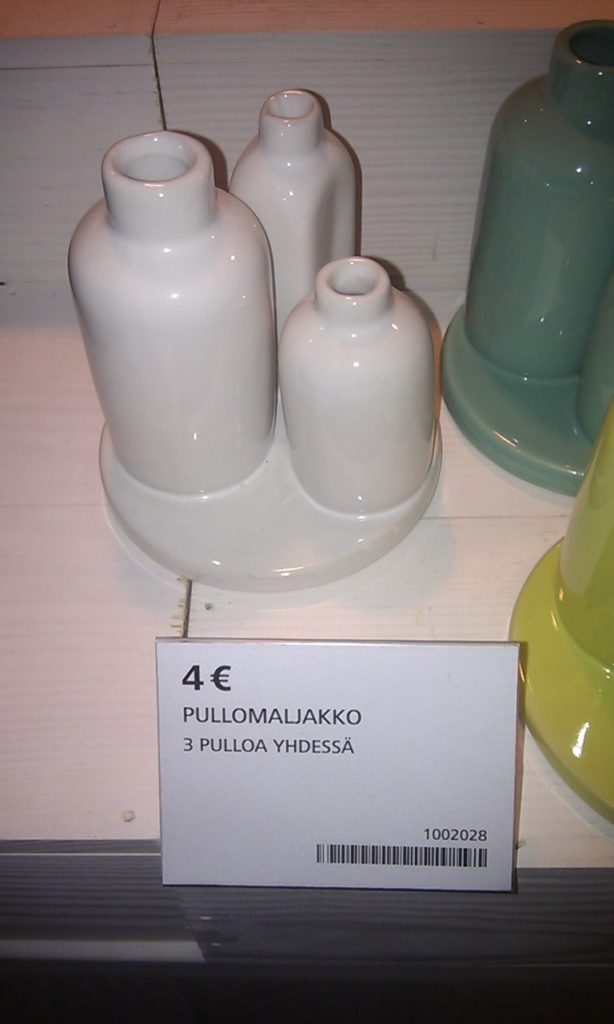 4 €
PULLOMALJAKKO
3 PULLOA YHDESSÄ
1002028